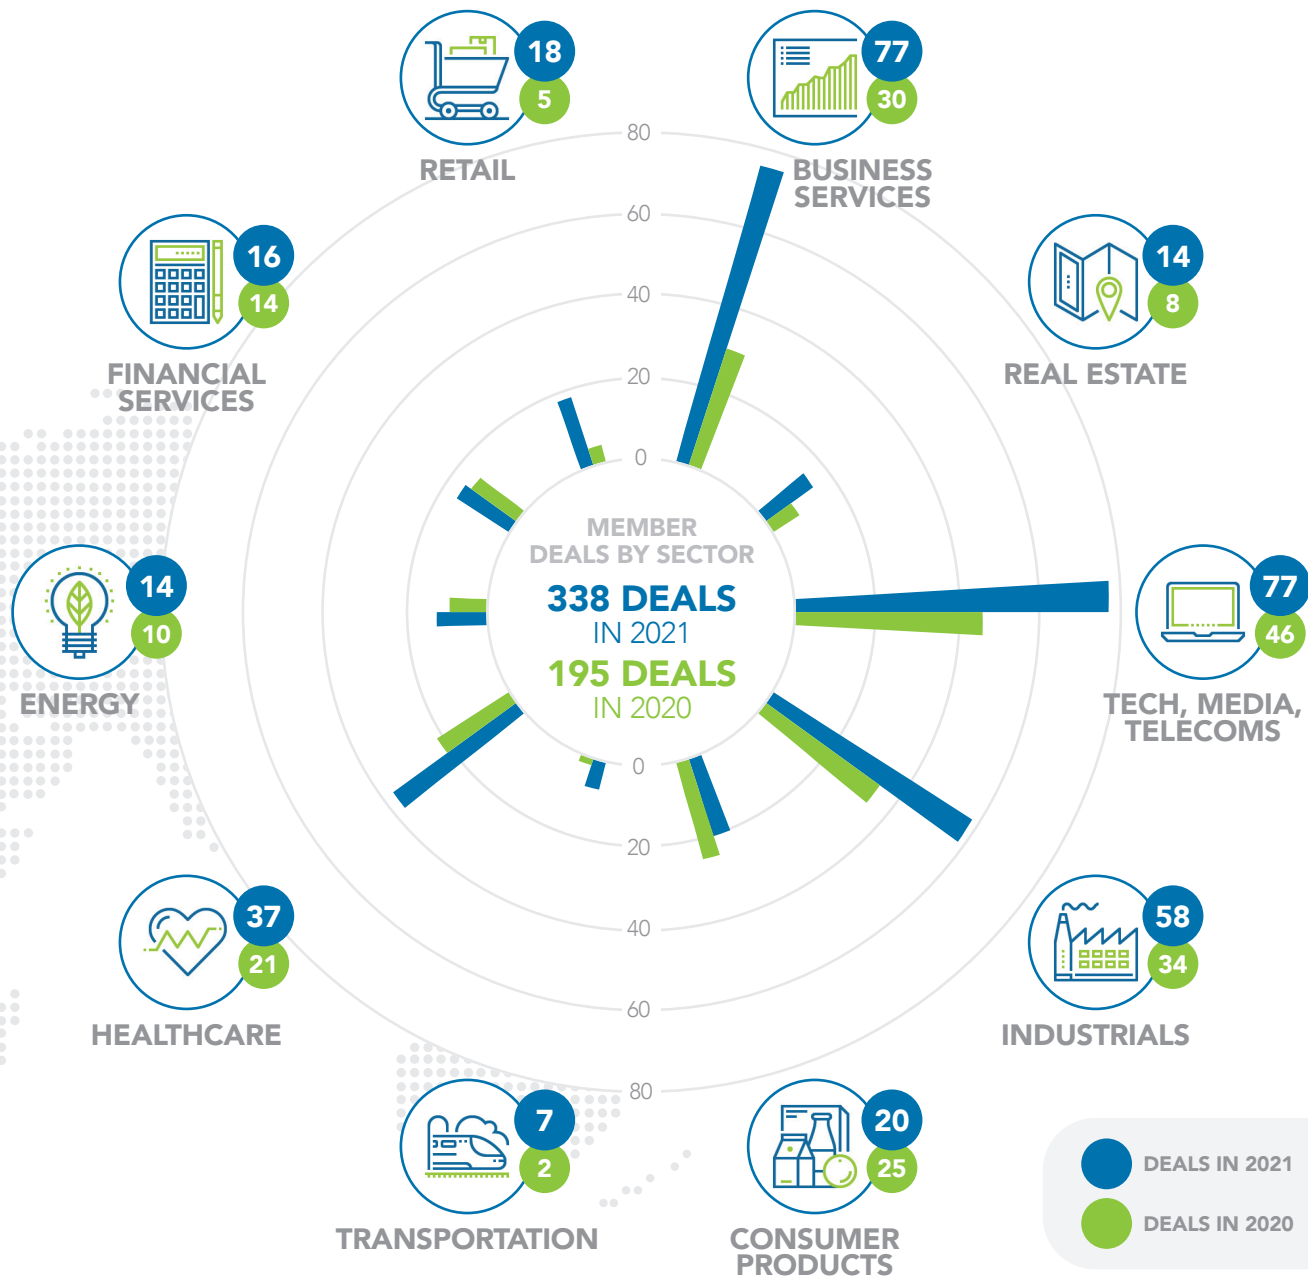 18
5
RETAIL
77
30
BUSINESS
SERVICES
16
14
FINANCIAL
SERVICES
14
8
REAL ESTATE
80
60
40
20
0
MEMBER
DEALS BY SECTOR
338 DEALS
IN 2021
195 DEALS
IN 2020
14
10
ENERGY
77
46
TECH, MEDIA,
TELECOMS
0
20
40
60
80
37
21
HEALTHCARE
58
34
INDUSTRIALS
7
2
TRANSPORTATION
20
25
CONSUMER
PRODUCTS
DEALS IN 2021
DEALS IN 2020